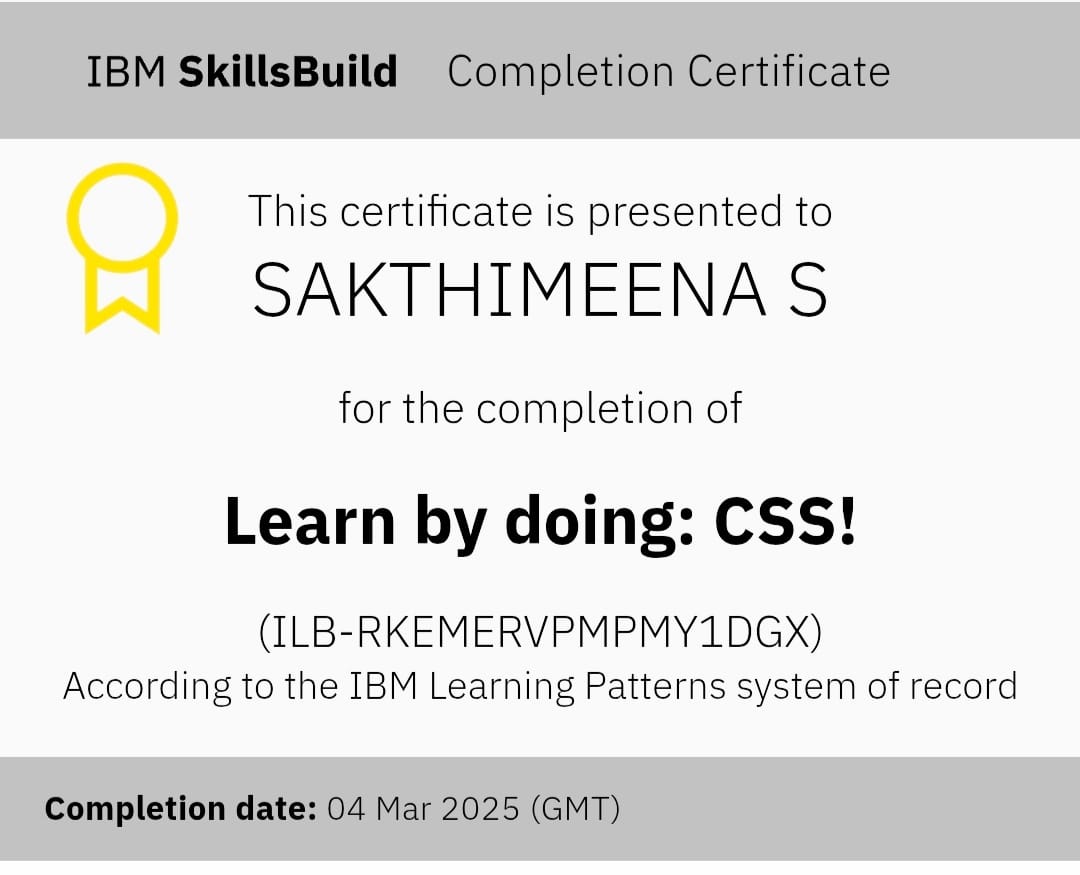 IBM SkillsBuild Completion Certificate
This certificate is presented to
SAKTHIMEENA S
for the completion of
Learn by doing: CSS!
(ILB-RKEMERVPMPMY1DGX)
According to the IBM Learning Patterns system of record
Completion date: 04 Mar 2025 (GMT)